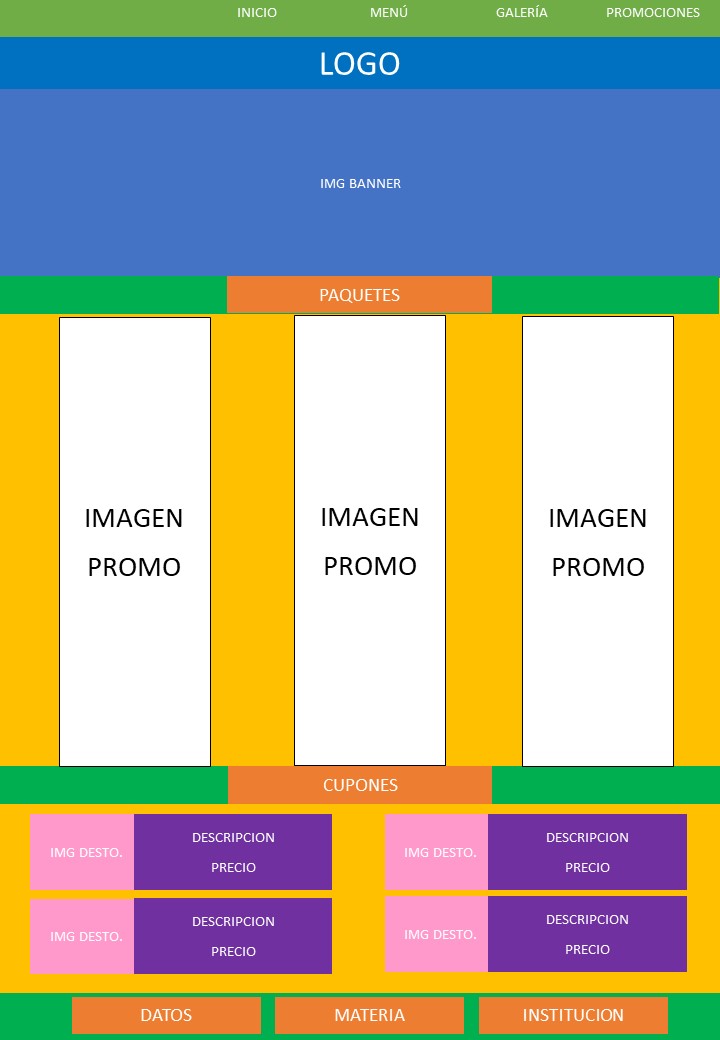 INICIO MENÚ GALERÍA PROMOCIONES
LOGO
IMG BANNER
PAQUETES
IMAGEN
PROMO
IMAGEN
PROMO
IMAGEN
PROMO
CUPONES
IMG DESTO.
DESCRIPCION
PRECIO
IMG DESTO.
DESCRIPCION
PRECIO
IMG DESTO.
DESCRIPCION
PRECIO
IMG DESTO.
DESCRIPCION
PRECIO
DATOS MATERIA INSTITUCION